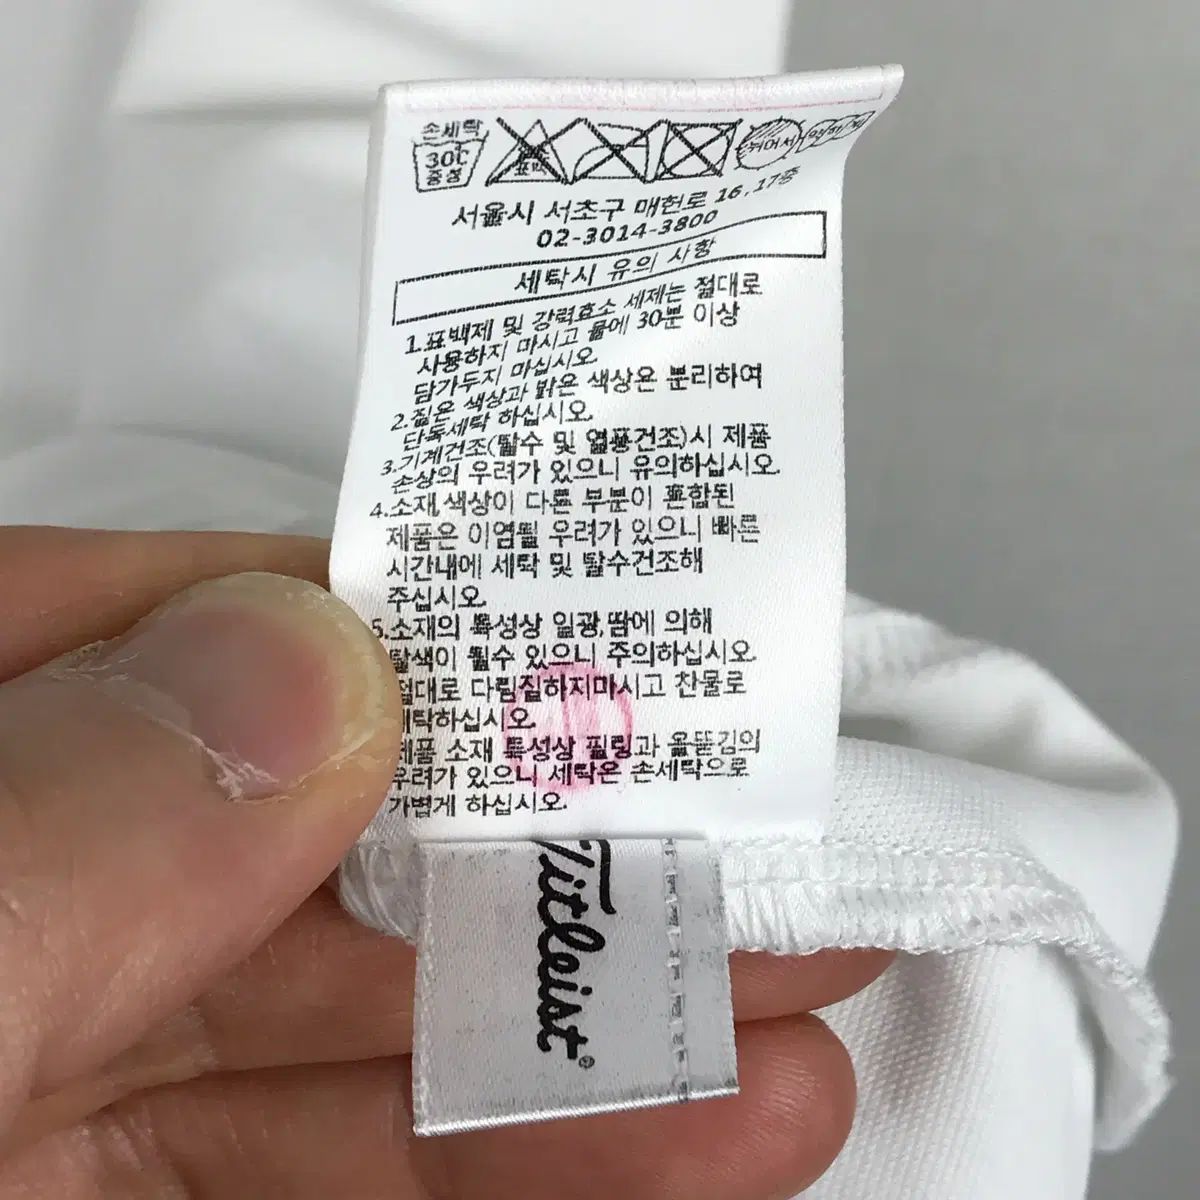 손세탁
30℃
중성
표백
뉘어서
서울시 서초구 매헌로 16, 17층
02-3014-3800
세탁시 유의 사항
1.표백제 및 강력효소 세제는 절대로
사용하지 마시고 물에 30분 이상
담가두지 마십시오.
2.짙은 색상과 밝은 색상은 분리하여
단독세탁 하십시오.
3.기계건조(탈수 및 열풍건조)시 제품
손상의 우려가 있으니 유의하십시오.
4.소재,색상이 다른 부분이 혼합된
제품은 이염될 우려가 있으니 빠른
시간내에 세탁 및 탈수건조해
주십시오.
5.소재의 특성상 일광,땀에 의해
탈색이 될수 있으니 주의하십시오.
절대로 다림질하지마시고 찬물로
세탁하십시오.
제품 소재 특성상 필링과 올뜯김의
우려가 있으니 세탁은 손세탁으로
가볍게 하십시오.
Titleist®